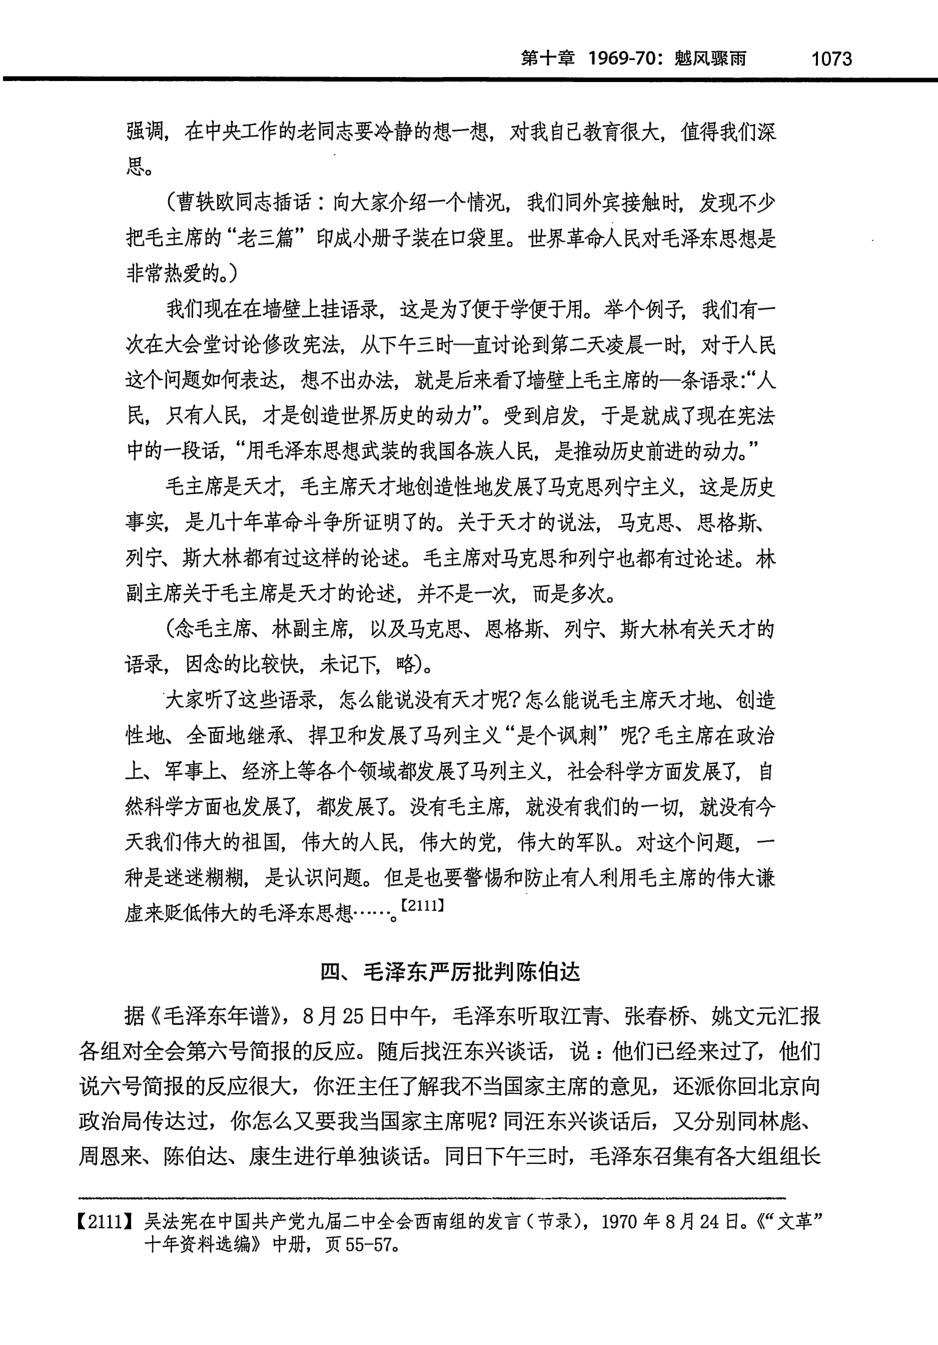 第十章 1969-70：魆风骤雨 1073
强调，在中央工作的老同志要冷静的想一想，对我自己教育很大，值得我们深
思。
（曹轶欧同志插话：向大家介绍一个情况，我们同外宾接触时，发现不少
把毛主席的“老三篇”印成小册子装在口袋里。世界革命人民对毛泽东思想是
非常热爱的。）
我们现在在墙壁上挂语录，这是为了便于学便于用。举个例子，我们有一
次在大会堂讨论修改宪法，从下午三时一直讨论到第二天凌晨一时，对于人民
这个问题如何表达，想不出办法，就是后来看了墙壁上毛主席的一条语录：“人
民，只有人民，才是创造世界历史的动力”。受到启发，于是就成了现在宪法
中的一段话，“用毛泽东思想武装的我国各族人民，是推动历史前进的动力。”
毛主席是天才，毛主席天才地创造性地发展了马克思列宁主义，这是历史
事实，是几十年革命斗争所证明了的。关于天才的说法，马克思、恩格斯、
列宁、斯大林都有过这样的论述。毛主席对马克思和列宁也都有过论述。林
副主席关于毛主席是天才的论述，并不是一次，而是多次。
（念毛主席、林副主席，以及马克思、恩格斯、列宁、斯大林有关天才的
语录，因念的比较快，未记下，略）。
大家听了这些语录，怎么能说没有天才呢？怎么能说毛主席天才地、创造
性地、全面地继承、捍卫和发展了马列主义“是个讽刺”呢？毛主席在政治
上、军事上、经济上等各个领域都发展了马列主义，社会科学方面发展了，自
然科学方面也发展了，都发展了。没有毛主席，就没有我们的一切，就没有今
天我们伟大的祖国，伟大的人民，伟大的党，伟大的军队。对这个问题，一
种是迷迷糊糊，是认识问题。但是也要警惕和防止有人利用毛主席的伟大谦
虚来贬低伟大的毛泽东思想……。【2111】
四、毛泽东严厉批判陈伯达
据《毛泽东年谱》，8月25日中午，毛泽东听取江青、张春桥、姚文元汇报
各组对全会第六号简报的反应。随后找汪东兴谈话，说：他们已经来过了，他们
说六号简报的反应很大，你汪主任了解我不当国家主席的意见，还派你回北京向
政治局传达过，你怎么又要我当国家主席呢？同汪东兴谈话后，又分别同林彪、
周恩来、陈伯达、康生进行单独谈话。同日下午三时，毛泽东召集有各大组组长
【2111】吴法宪在中国共产党九届二中全会西南组的发言（节录），1970 年 8 月 24 日。《“文革”
十年资料选编》中册，页 55-57。